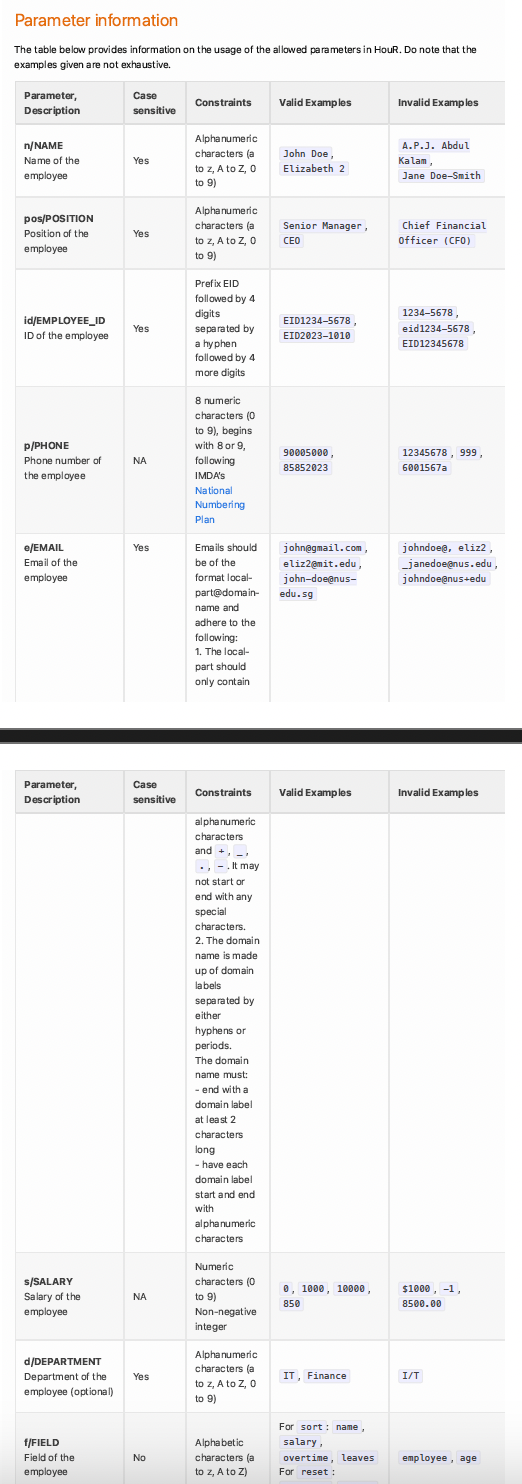 Parameter information
The table below provides information on the usage of the allowed parameters in HouR. Do note that the
examples given are not exhaustive.
Parameter,
Description
Case
sensitive
Constraints
Valid Examples
Invalid Examples
n/NAME
Name of the
employee
Yes
Alphanumeric
characters (a
to z, A to Z, 0
to 9)
John Doe,
Elizabeth 2
A.P.J. Abdul
Kalam,
Jane Doe-Smith
pos/POSITION
Position of the
employee
Yes
Alphanumeric
characters (a
to z, A to Z, 0
to 9)
Senior Manager,
CEO
Chief Financial
Officer (CFO)
id/EMPLOYEE_ID
ID of the employee
Yes
Prefix EID
followed by 4
digits
separated by
a hyphen
followed by 4
more digits
EID1234-5678,
EID2023-1010
1234-5678,
eid1234-5678,
EID12345678
p/PHONE
Phone number of
the employee
NA
8 numeric
characters (0
to 9), begins
with 8 or 9,
following
IMDA's
National
Numbering
Plan
90005000,
85852023
12345678, 999,
6001567a
e/EMAIL
Email of the
employee
Yes
Emails should
be of the
format local-
part@domain-
name and
adhere to the
following:
1. The local-
part should
only contain
john@gmail.com,
eliz2@mit.edu,
john-doe@nus-
edu.sg
johndoe@, eliz2,
_janedoe@nus.edu,
johndoe@nus+edu
Parameter,
Description
Case
sensitive
Constraints
Valid Examples
Invalid Examples
alphanumeric
characters
and +, _,
., -. It may
not start or
end with any
special
characters.
2. The domain
name is made
up of domain
labels
separated by
either
hyphens or
periods.
The domain
name must:
- end with a
domain label
at least 2
characters
long
- have each
domain label
start and end
with
alphanumeric
characters
s/SALARY
Salary of the
employee
NA
Numeric
characters (0
to 9)
Non-negative
integer
0, 1000, 10000,
850
$1000, -1,
8500.00
d/DEPARTMENT
Department of the
employee (optional)
Yes
Alphanumeric
characters (a
to z, A to Z, 0
to 9)
IT, Finance
I/T
f/FIELD
Field of the
employee
No
Alphabetic
characters (a
to z, A to Z)
For sort: name,
salary,
overtime, leaves
For reset:
employee, age